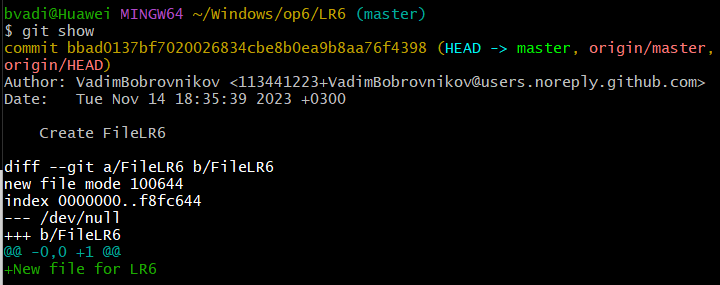 bvadi@Huawei MINGW64 ~/Windows/op6/LR6 (master)
$ git show
commit bbad0137bf7020026834cbe8b0ea9b8aa76f4398 (HEAD -> master, origin/master,
origin/HEAD)
Author: VadimBobrovnikov <113441223+VadimBobrovnikov@users.noreply.github.com>
Date:   Tue Nov 14 18:35:39 2023 +0300

    Create FileLR6

diff --git a/FileLR6 b/FileLR6
new file mode 100644
index 0000000..f8fc644
--- /dev/null
+++ b/FileLR6
@@ -0,0 +1 @@
+New file for LR6